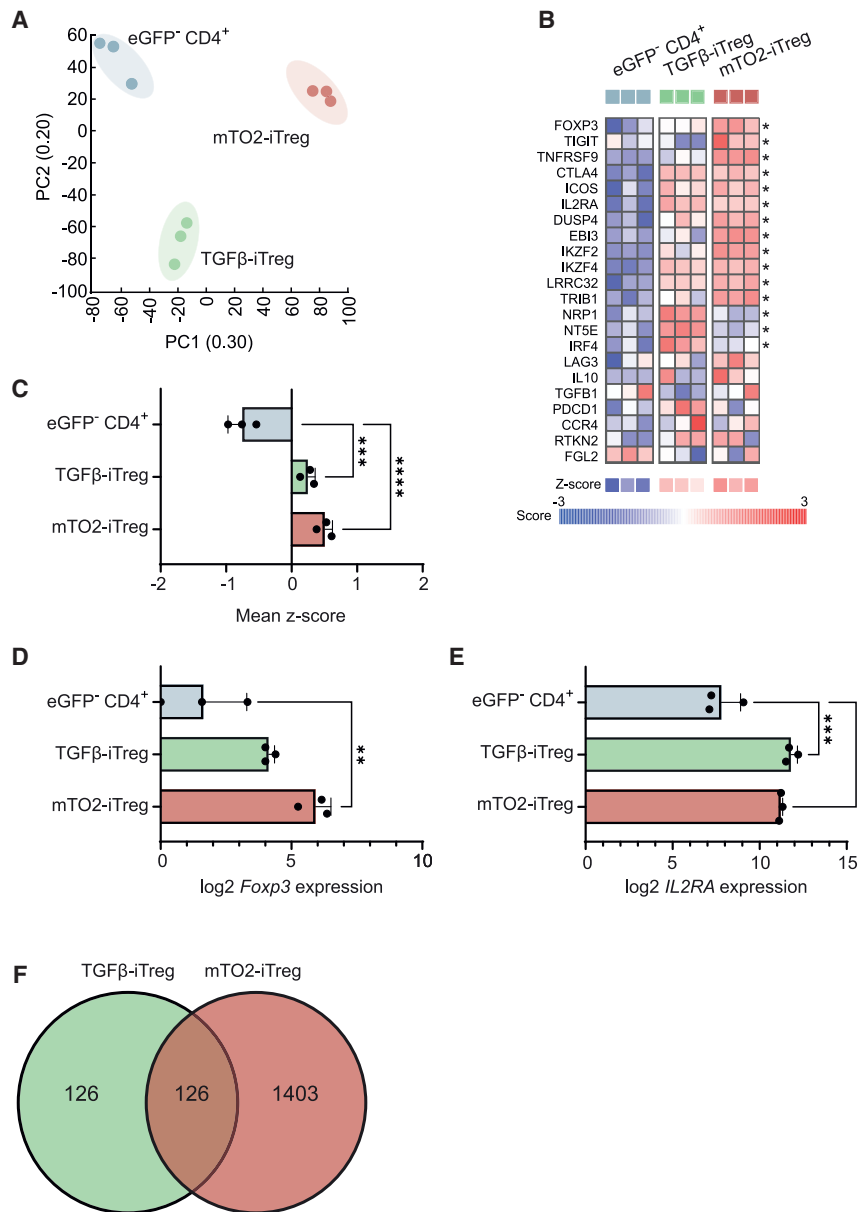 A
eGFP⁻ CD4⁺
60
40
20
0
-20
-40
-60
-80
-100
mTO2-iTreg
TGFβ-iTreg
PC2 (0.20)
-80 -60 -40 -20 0 20 40 60 80 100
PC1 (0.30)
B
eGFP⁻ CD4⁺
TGFβ-iTreg
mTO2-iTreg
FOXP3 *
TIGIT *
TNFRSF9 *
CTLA4 *
ICOS *
IL2RA *
DUSP4 *
EBI3 *
IKZF2 *
IKZF4 *
LRRC32 *
TRIB1 *
NRP1 *
NT5E *
IRF4 *
LAG3
IL10
TGFB1
PDCD1
CCR4
RTKN2
FGL2
Z-score
-3 3
Score
C
eGFP⁻ CD4⁺
TGFβ-iTreg
mTO2-iTreg
***
****
-2 -1 0 1 2
Mean z-score
D
eGFP⁻ CD4⁺
TGFβ-iTreg
mTO2-iTreg
**
0 5 10
log2 Foxp3 expression
E
eGFP⁻ CD4⁺
TGFβ-iTreg
mTO2-iTreg
***
0 5 10 15
log2 IL2RA expression
F
TGFβ-iTreg mTO2-iTreg
126 126 1403